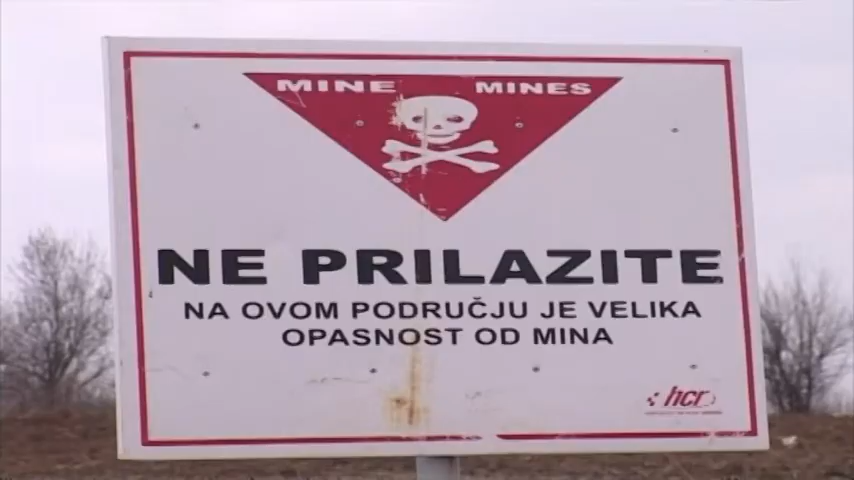 MINE MINES
NE PRILAZITE
NA OVOM PODRUČJU JE VELIKA
OPASNOST OD MINA
hcr